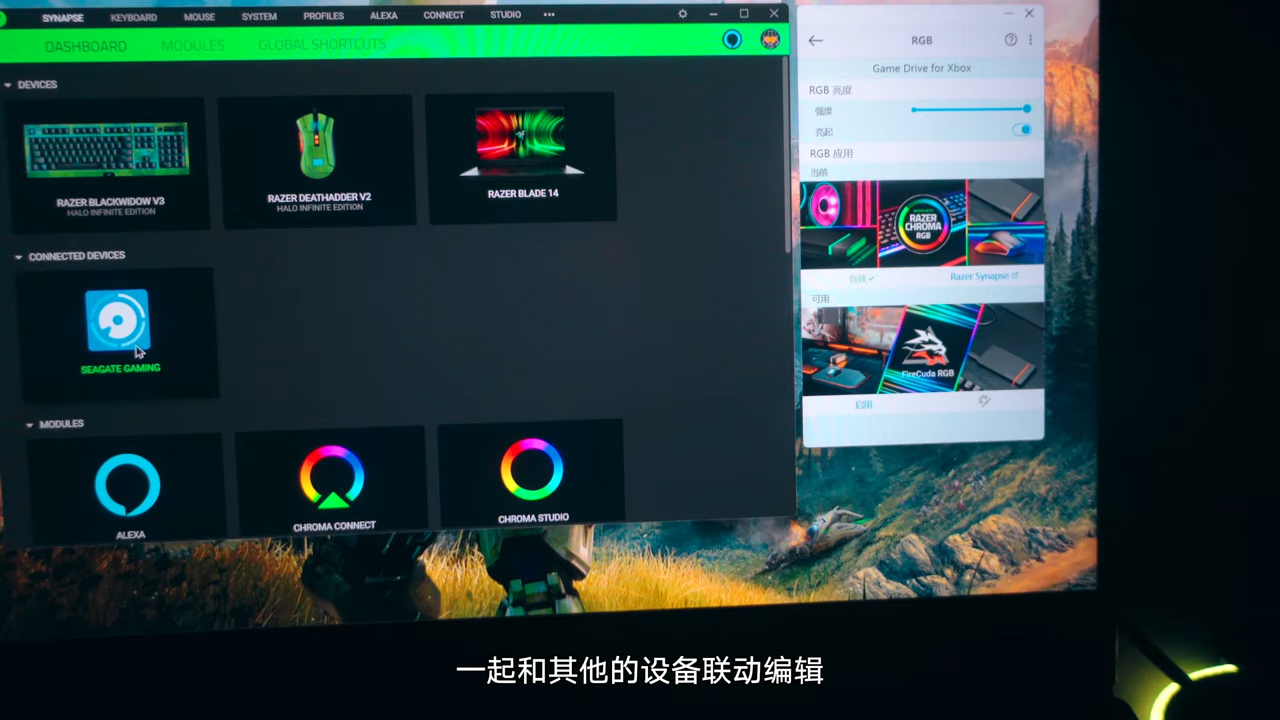 SYNAPSE KEYBOARD MOUSE SYSTEM PROFILES ALEXA CONNECT STUDIO •••
DASHBOARD MODULES GLOBAL SHORTCUTS
DEVICES
RAZER BLACKWIDOW V3
HALO INFINITE EDITION
RAZER DEATHADDER V2
HALO INFINITE EDITION
RAZER BLADE 14
CONNECTED DEVICES
SEAGATE GAMING
MODULES
ALEXA
CHROMA CONNECT
CHROMA STUDIO
RGB
Game Drive for Xbox
RGB 亮度
强度
亮起
RGB 应用
当前
RAZER
CHROMA
RGB
有效
Razer Synapse
可用
FireCuda RGB
启用
一起和其他的设备联动编辑